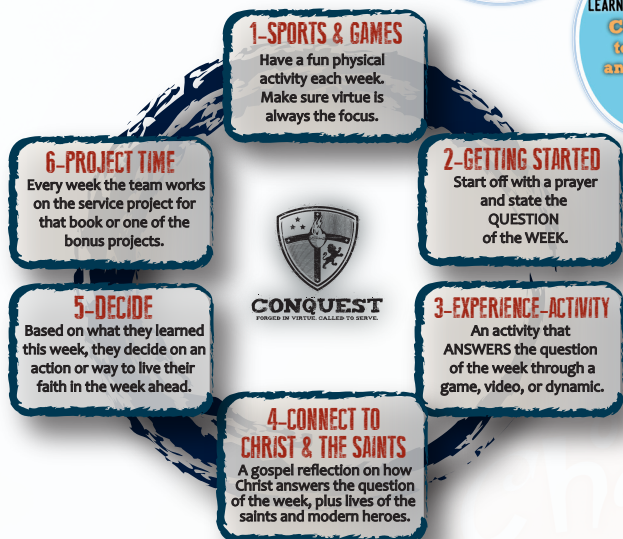 1-SPORTS & GAMES
Have a fun physical
activity each week.
Make sure virtue is
always the focus.
2-GETTING STARTED
Start off with a prayer
and state the
QUESTION
of the WEEK.
3-EXPERIENCE-ACTIVITY
An activity that
ANSWERS the question
of the week through a
game, video, or dynamic.
4-CONNECT TO
CHRIST & THE SAINTS
A gospel reflection on how
Christ answers the question
of the week, plus lives of the
saints and modern heroes.
5-DECIDE
Based on what they learned
this week, they decide on an
action or way to live their
faith in the week ahead.
6-PROJECT TIME
Every week the team works
on the service project for
that book or one of the
bonus projects.
CONQUEST
FORGED IN VIRTUE. CALLED TO SERVE.
LEARN